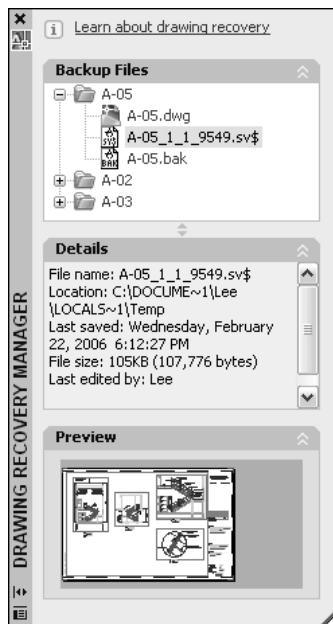 Learn about drawing recovery
Backup Files
A-05
A-05.dwg
A-05_1_1_9549.sv$
A-05.bak
A-02
A-03
Details
File name: A-05_1_1_9549.sv$
Location: C:\DOCUME~1\Lee
\LOCALS~1\Temp
Last saved: Wednesday, February
22, 2006 6:12:27 PM
File size: 105KB (107,776 bytes)
Last edited by: Lee
Preview
DRAWING RECOVERY MANAGER